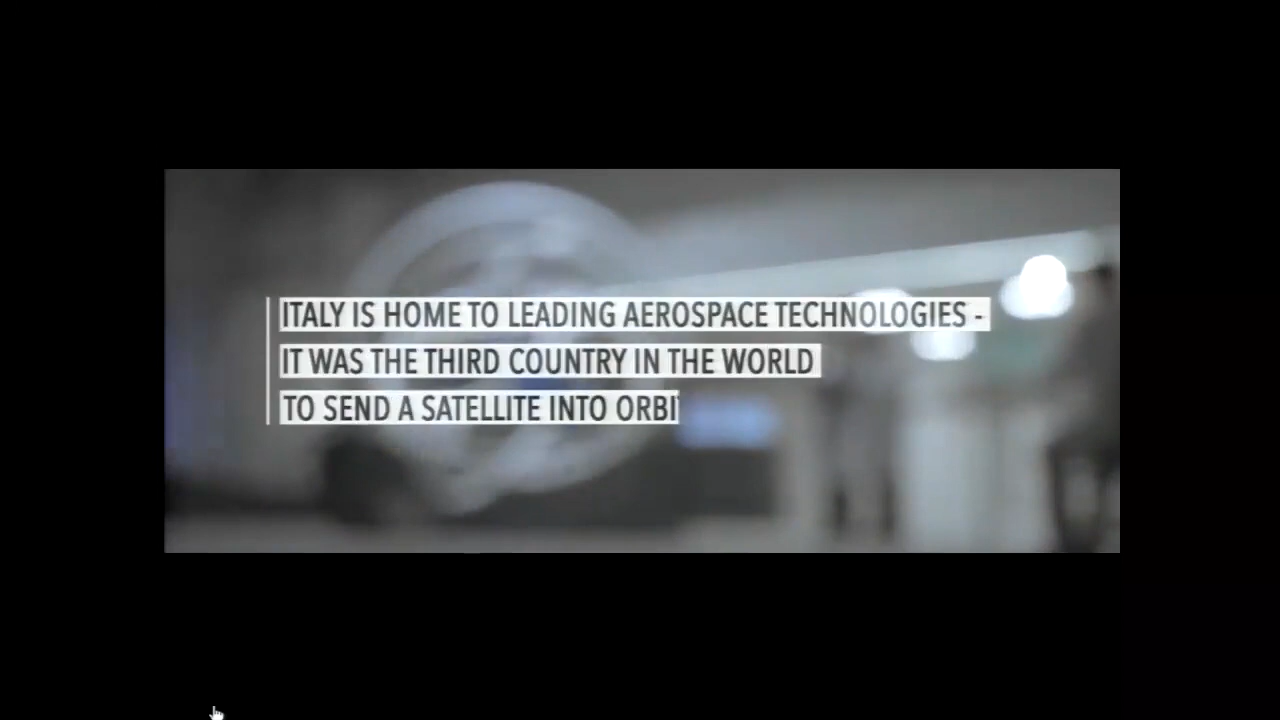 ITALY IS HOME TO LEADING AEROSPACE TECHNOLOGIES -
IT WAS THE THIRD COUNTRY IN THE WORLD
TO SEND A SATELLITE INTO ORBIT